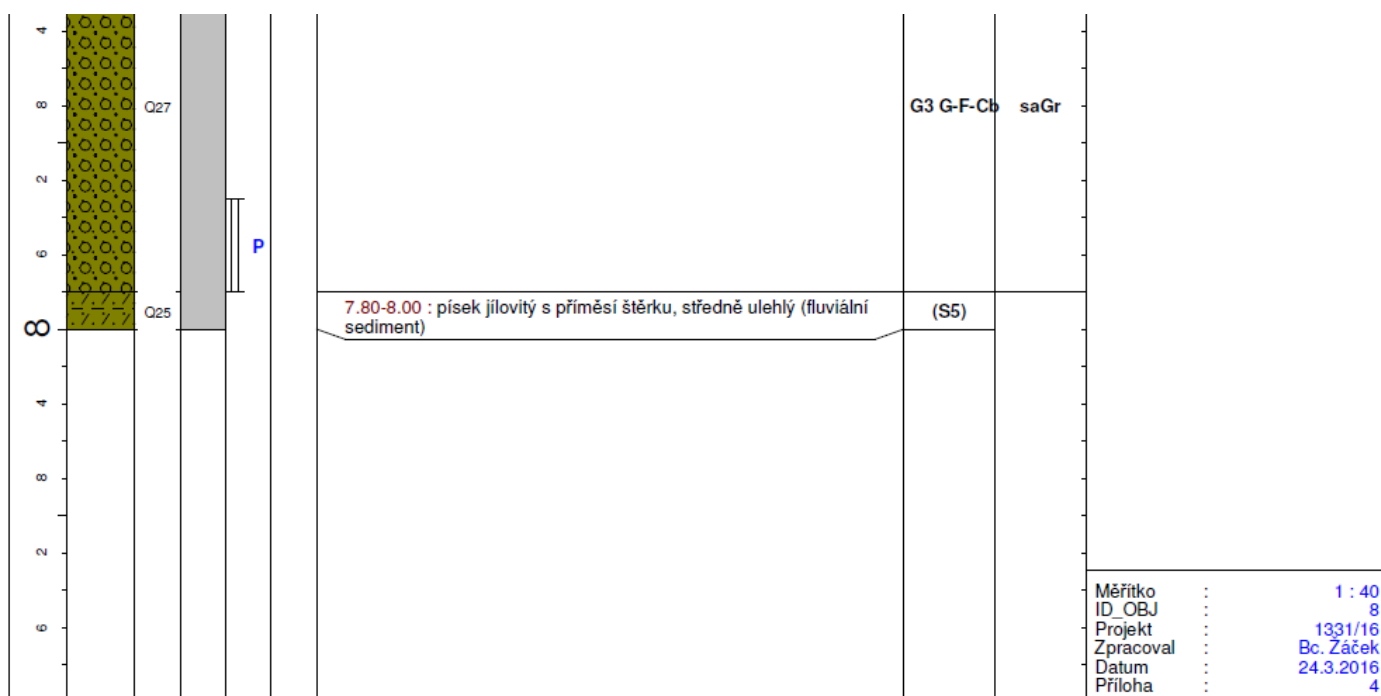 4
8
Q27
G3 G-F-Cb
saGr
2
6
P
7.80-8.00 : písek jílovitý s příměsí štěrku, středně ulehlý (fluviální
sediment)
Q25
(S5)
8
4
8
2
6
Měřítko : 1 : 40
ID_OBJ : 8
Projekt : 1331/16
Zpracoval : Bc. Žáček
Datum : 24.3.2016
Příloha : 4